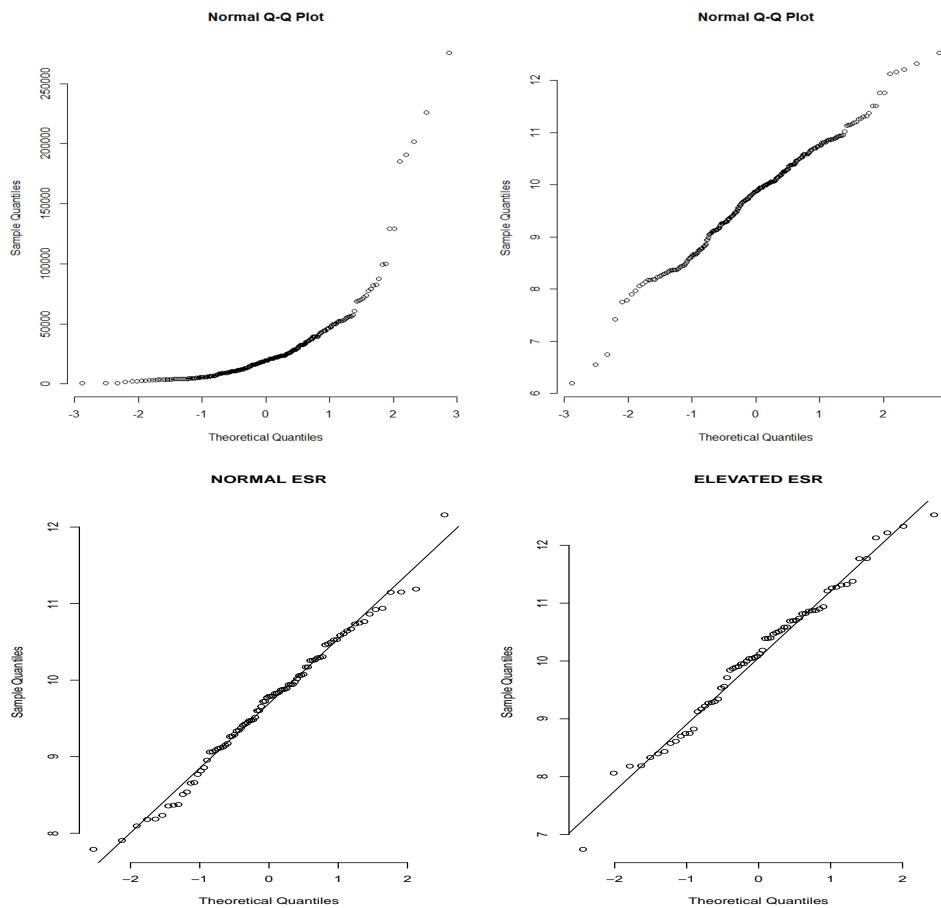 Normal Q-Q Plot
Sample Quantiles
250000
200000
150000
100000
50000
0
-3 -2 -1 0 1 2 3
Theoretical Quantiles
Normal Q-Q Plot
Sample Quantiles
12
11
10
9
8
7
6
-3 -2 -1 0 1 2
Theoretical Quantiles
NORMAL ESR
Sample Quantiles
12
11
10
9
8
−2 −1 0 1 2
Theoretical Quantiles
ELEVATED ESR
Sample Quantiles
12
11
10
9
8
7
−2 −1 0 1 2
Theoretical Quantiles